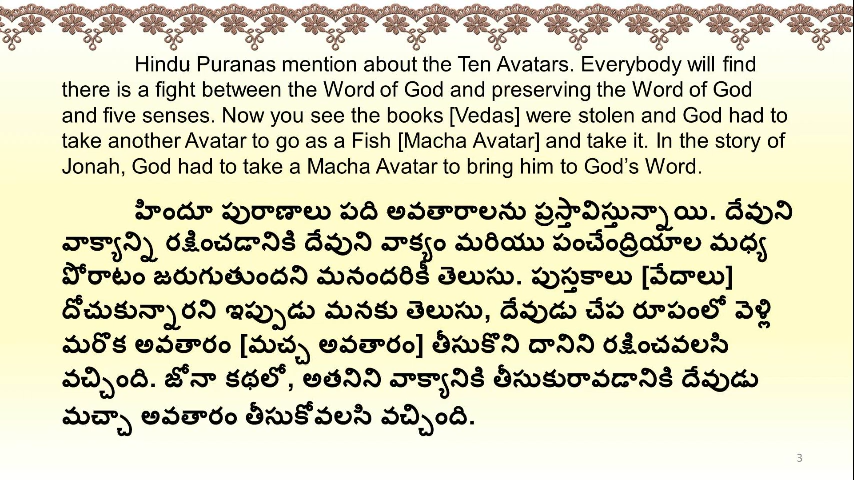 Hindu Puranas mention about the Ten Avatars. Everybody will find
there is a fight between the Word of God and preserving the Word of God
and five senses. Now you see the books [Vedas] were stolen and God had to
take another Avatar to go as a Fish [Macha Avatar] and take it. In the story of
Jonah, God had to take a Macha Avatar to bring him to God’s Word.
హిందూ పురాణాలు పది అవతారాలను ప్రస్తావిస్తున్నాయి. దేవుని
వాక్యాన్ని రక్షించడానికి దేవుని వాక్యం మరియు పంచేంద్రియాల మధ్య
పోరాటం జరుగుతుందని మనందరికీ తెలుసు. పుస్తకాలు [వేదాలు]
దోచుకున్నారని ఇప్పుడు మనకు తెలుసు, దేవుడు చేప రూపంలో వెళ్లి
మరొక అవతారం [మచ్చ అవతారం] తీసుకొని దానిని రక్షించవలసి
వచ్చింది. జోనా కథలో, అతనిని వాక్యానికి తీసుకురావడానికి దేవుడు
మచ్చా అవతారం తీసుకోవలసి వచ్చింది.
3